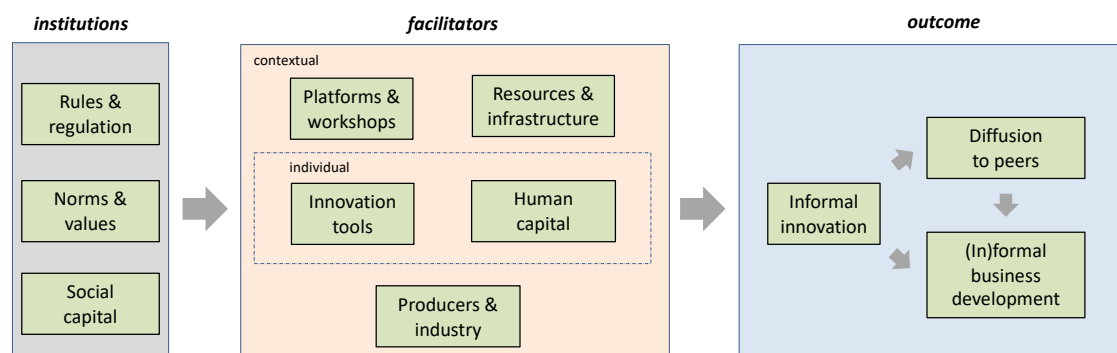 institutions
Rules &
regulation
Norms &
values
Social
capital
facilitators
contextual
Platforms &
workshops
Resources &
infrastructure
individual
Innovation
tools
Human
capital
Producers &
industry
outcome
Informal
innovation
Diffusion
to peers
(In)formal
business
development